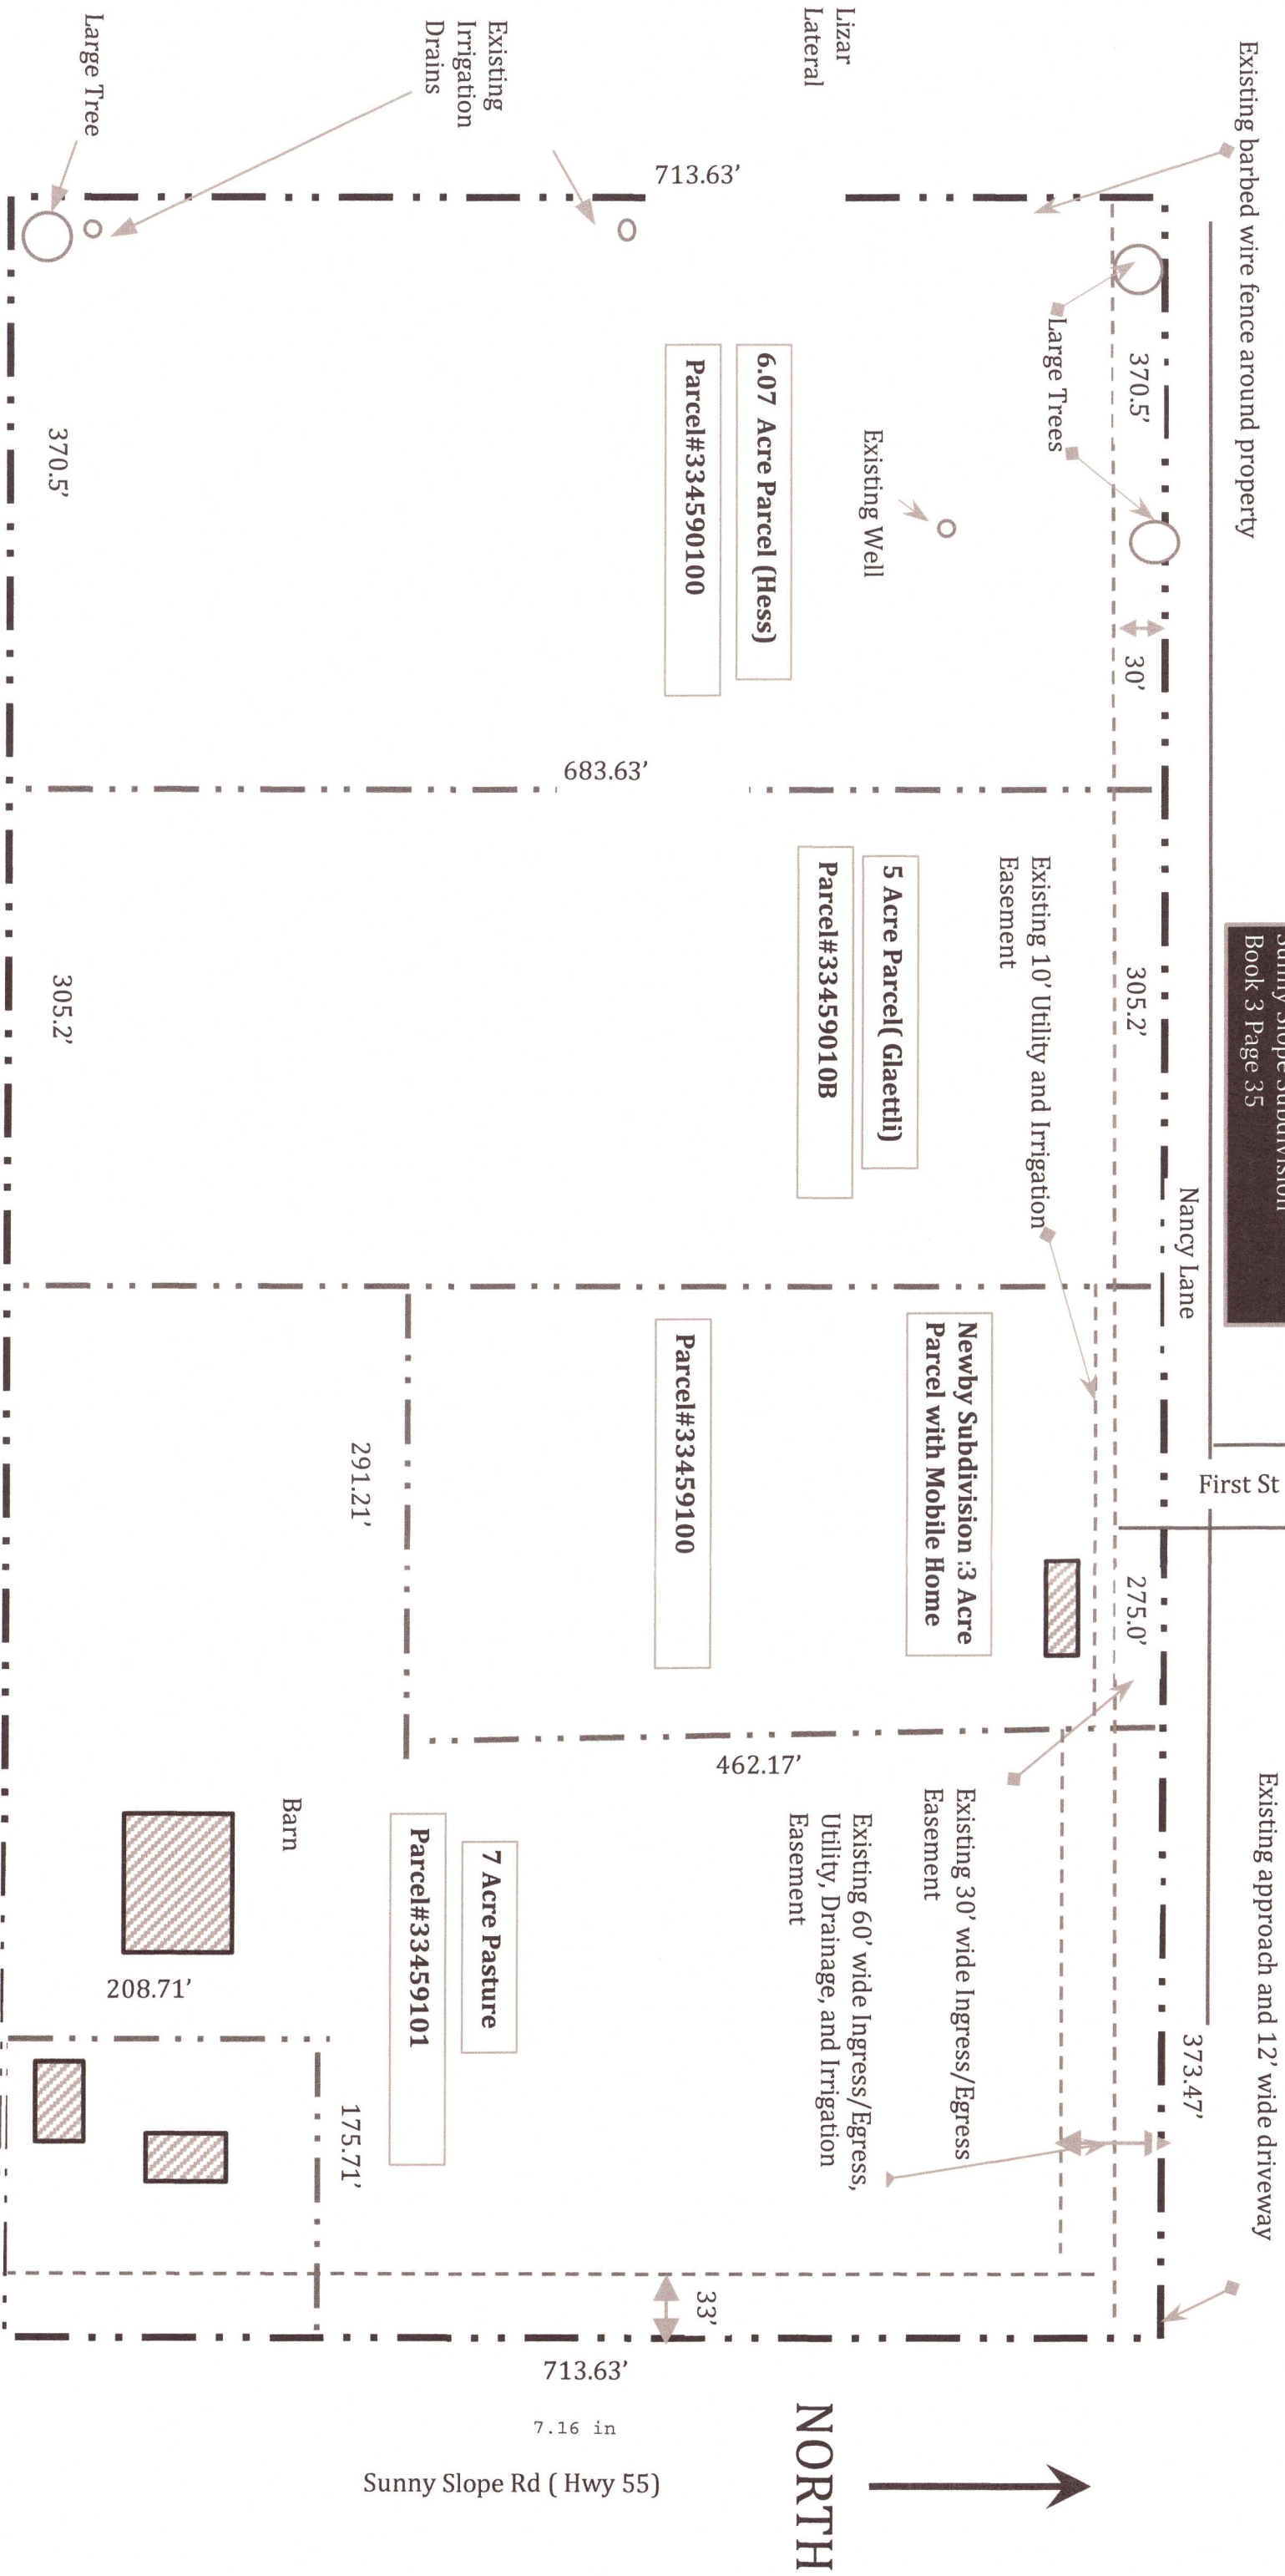 Existing barbed wire fence around property
Sunny Slope Subdivision
Book 3 Page 35
Existing approach and 12’ wide driveway
Nancy Lane
First St
373.47’
370.5’
30’
305.2’
275.0’
Large Trees
Lizar
Lateral
Existing Well
6.07 Acre Parcel (Hess)
Parcel#334590100
713.63’
683.63’
Existing 10’ Utility and Irrigation
Easement
5 Acre Parcel( Glaettli)
Parcel#33459010B
Newby Subdivision :3 Acre
Parcel with Mobile Home
Parcel#33459100
462.17’
291.21’
Existing 30’ wide Ingress/Egress
Easement
Existing 60’ wide Ingress/Egress,
Utility, Drainage, and Irrigation
Easement
7 Acre Pasture
Parcel#33459101
Barn
208.71’
175.71’
33’
713.63’
7.16 in
Sunny Slope Rd ( Hwy 55)
NORTH
Existing
Irrigation
Drains
Large Tree
370.5’
305.2’